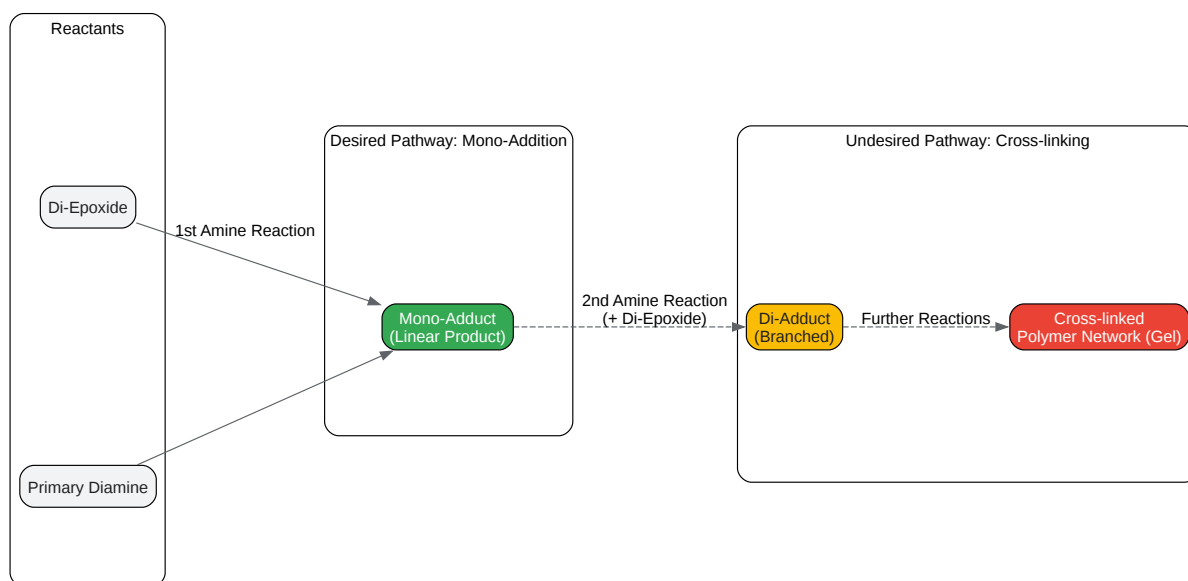 Reactants
Di-Epoxide
Primary Diamine
1st Amine Reaction
Desired Pathway: Mono-Addition
Mono-Adduct
(Linear Product)
2nd Amine Reaction
(+ Di-Epoxide)
Undesired Pathway: Cross-linking
Di-Adduct
(Branched)
Further Reactions
Cross-linked
Polymer Network (Gel)